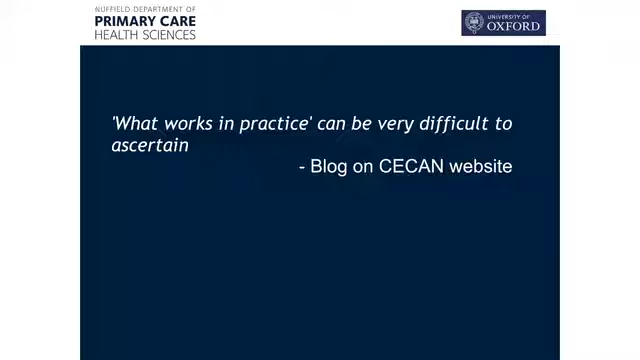 NUFFIELD DEPARTMENT OF
PRIMARY CARE
HEALTH SCIENCES
UNIVERSITY OF
OXFORD
'What works in practice' can be very difficult to
ascertain
- Blog on CECAN website